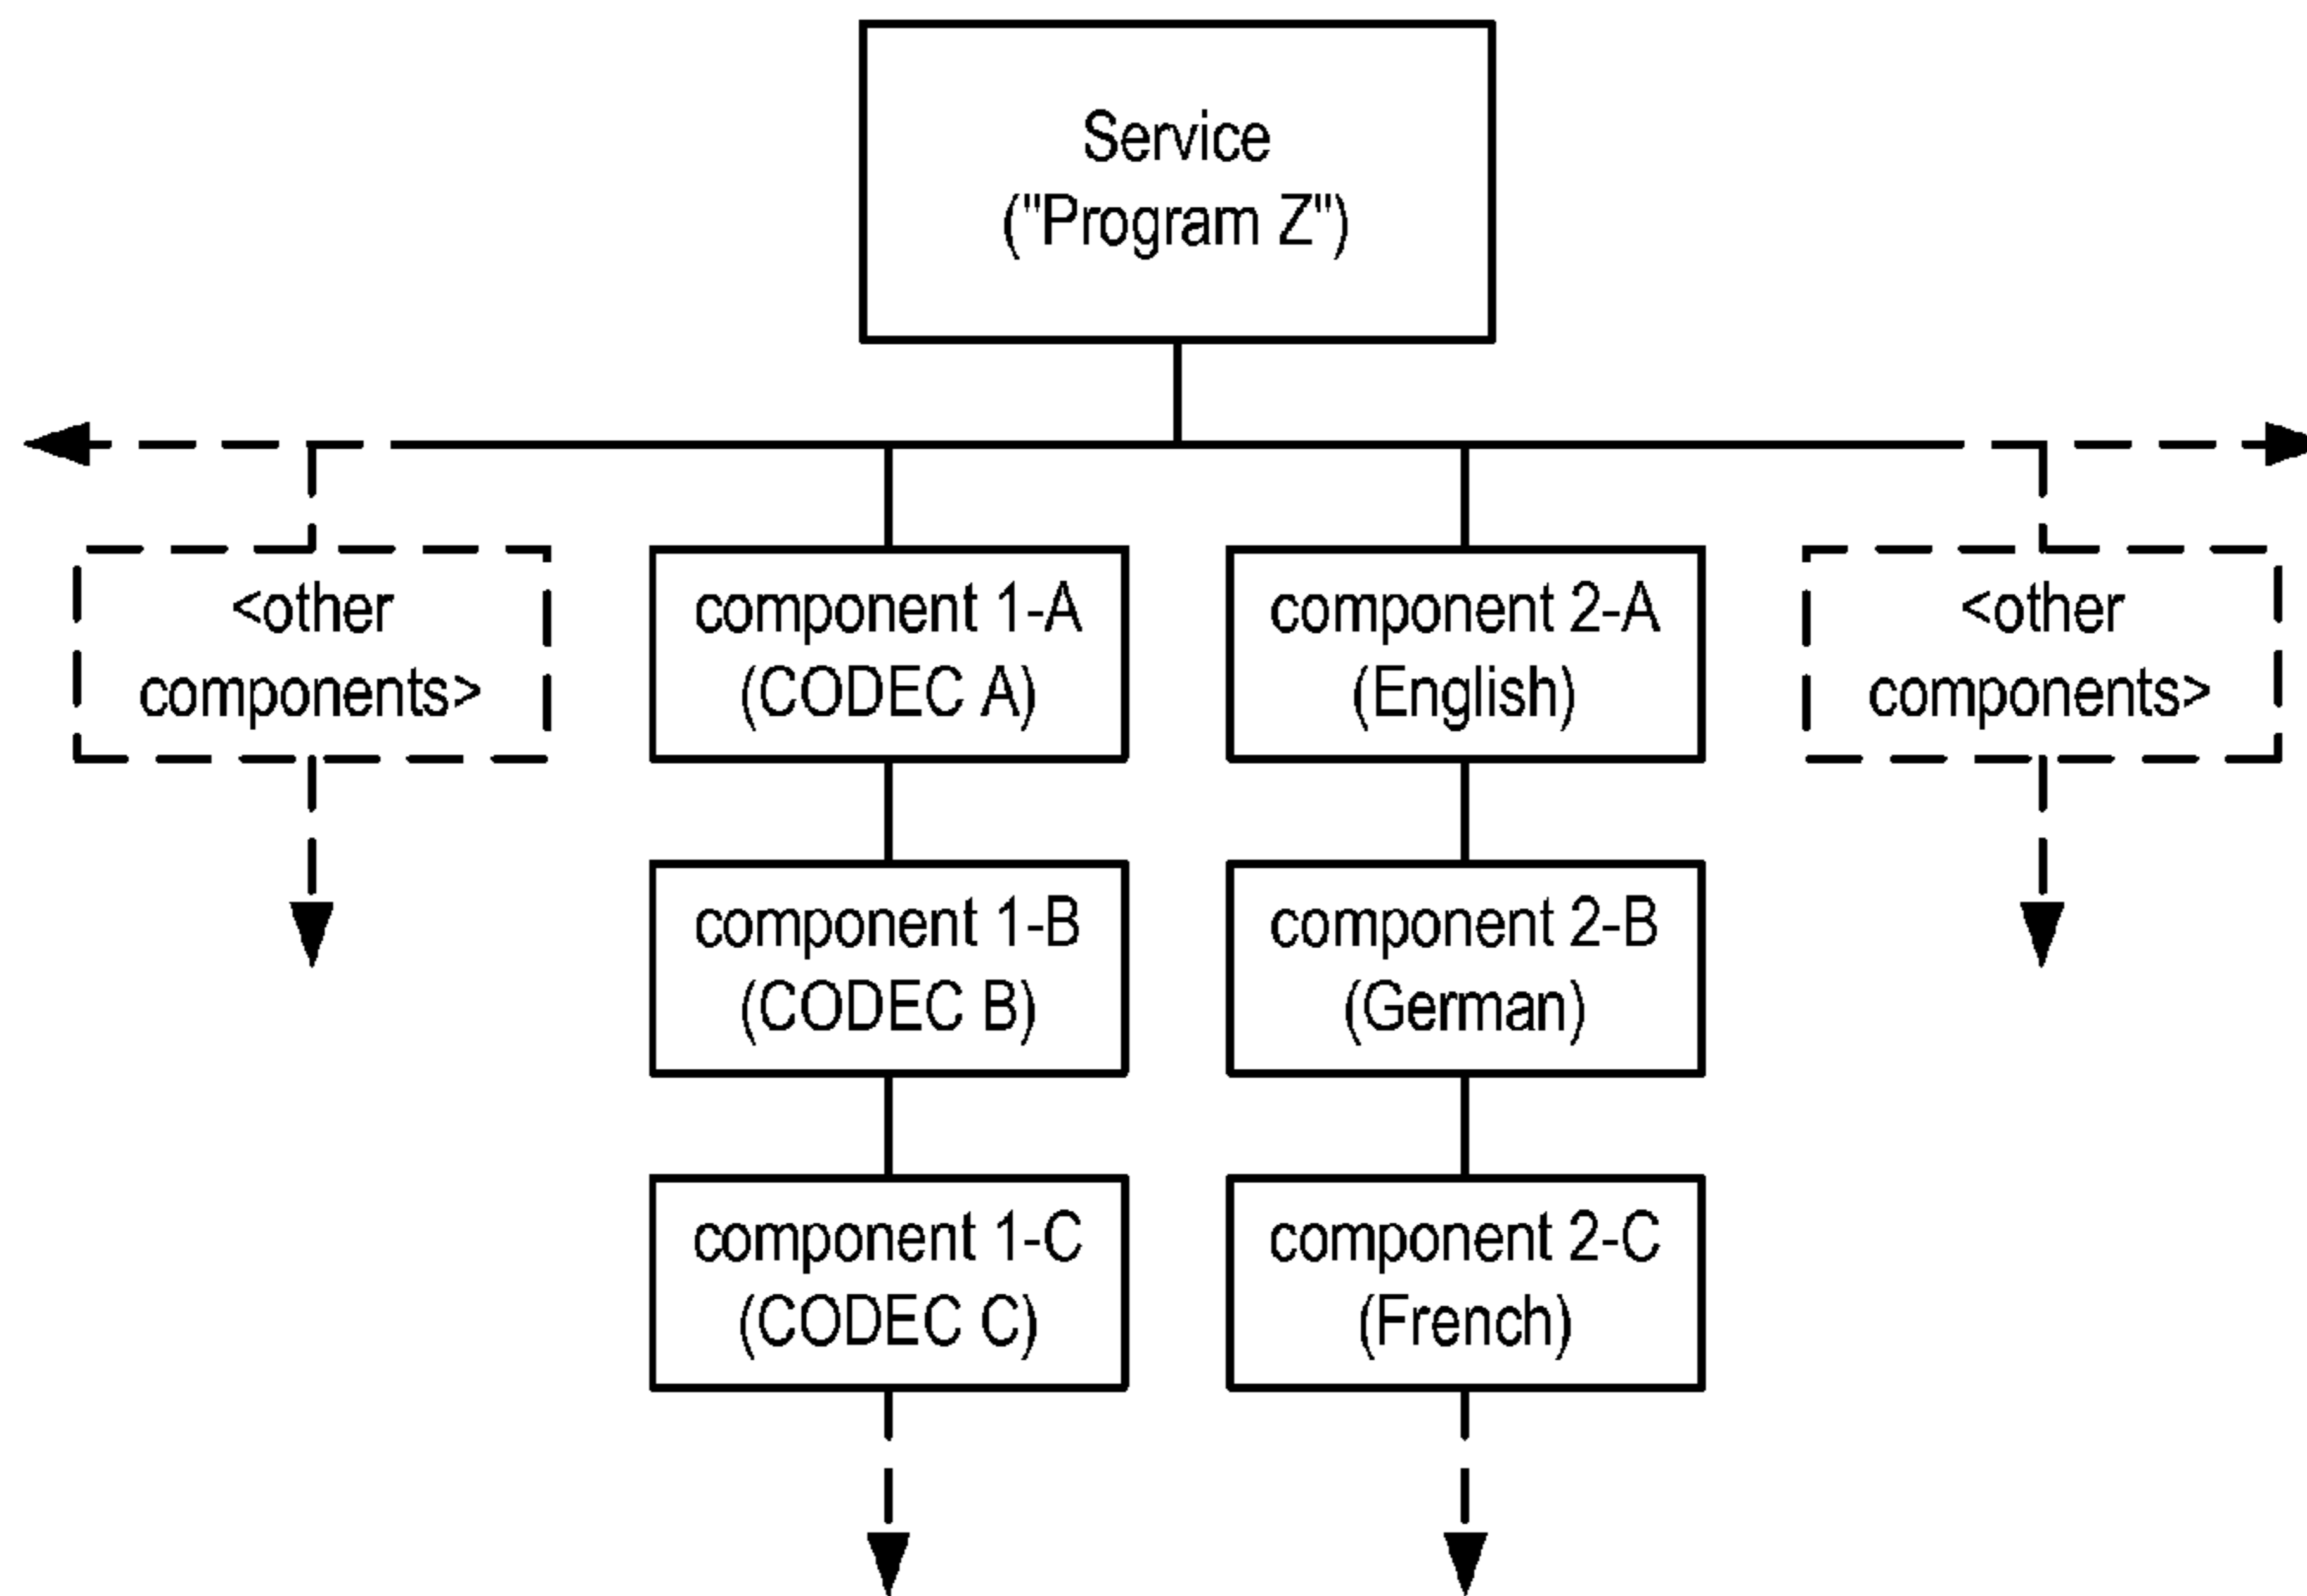 Service
("Program Z")
<other
components>
component 1-A
(CODEC A)
component 2-A
(English)
<other
components>
component 1-B
(CODEC B)
component 2-B
(German)
component 1-C
(CODEC C)
component 2-C
(French)